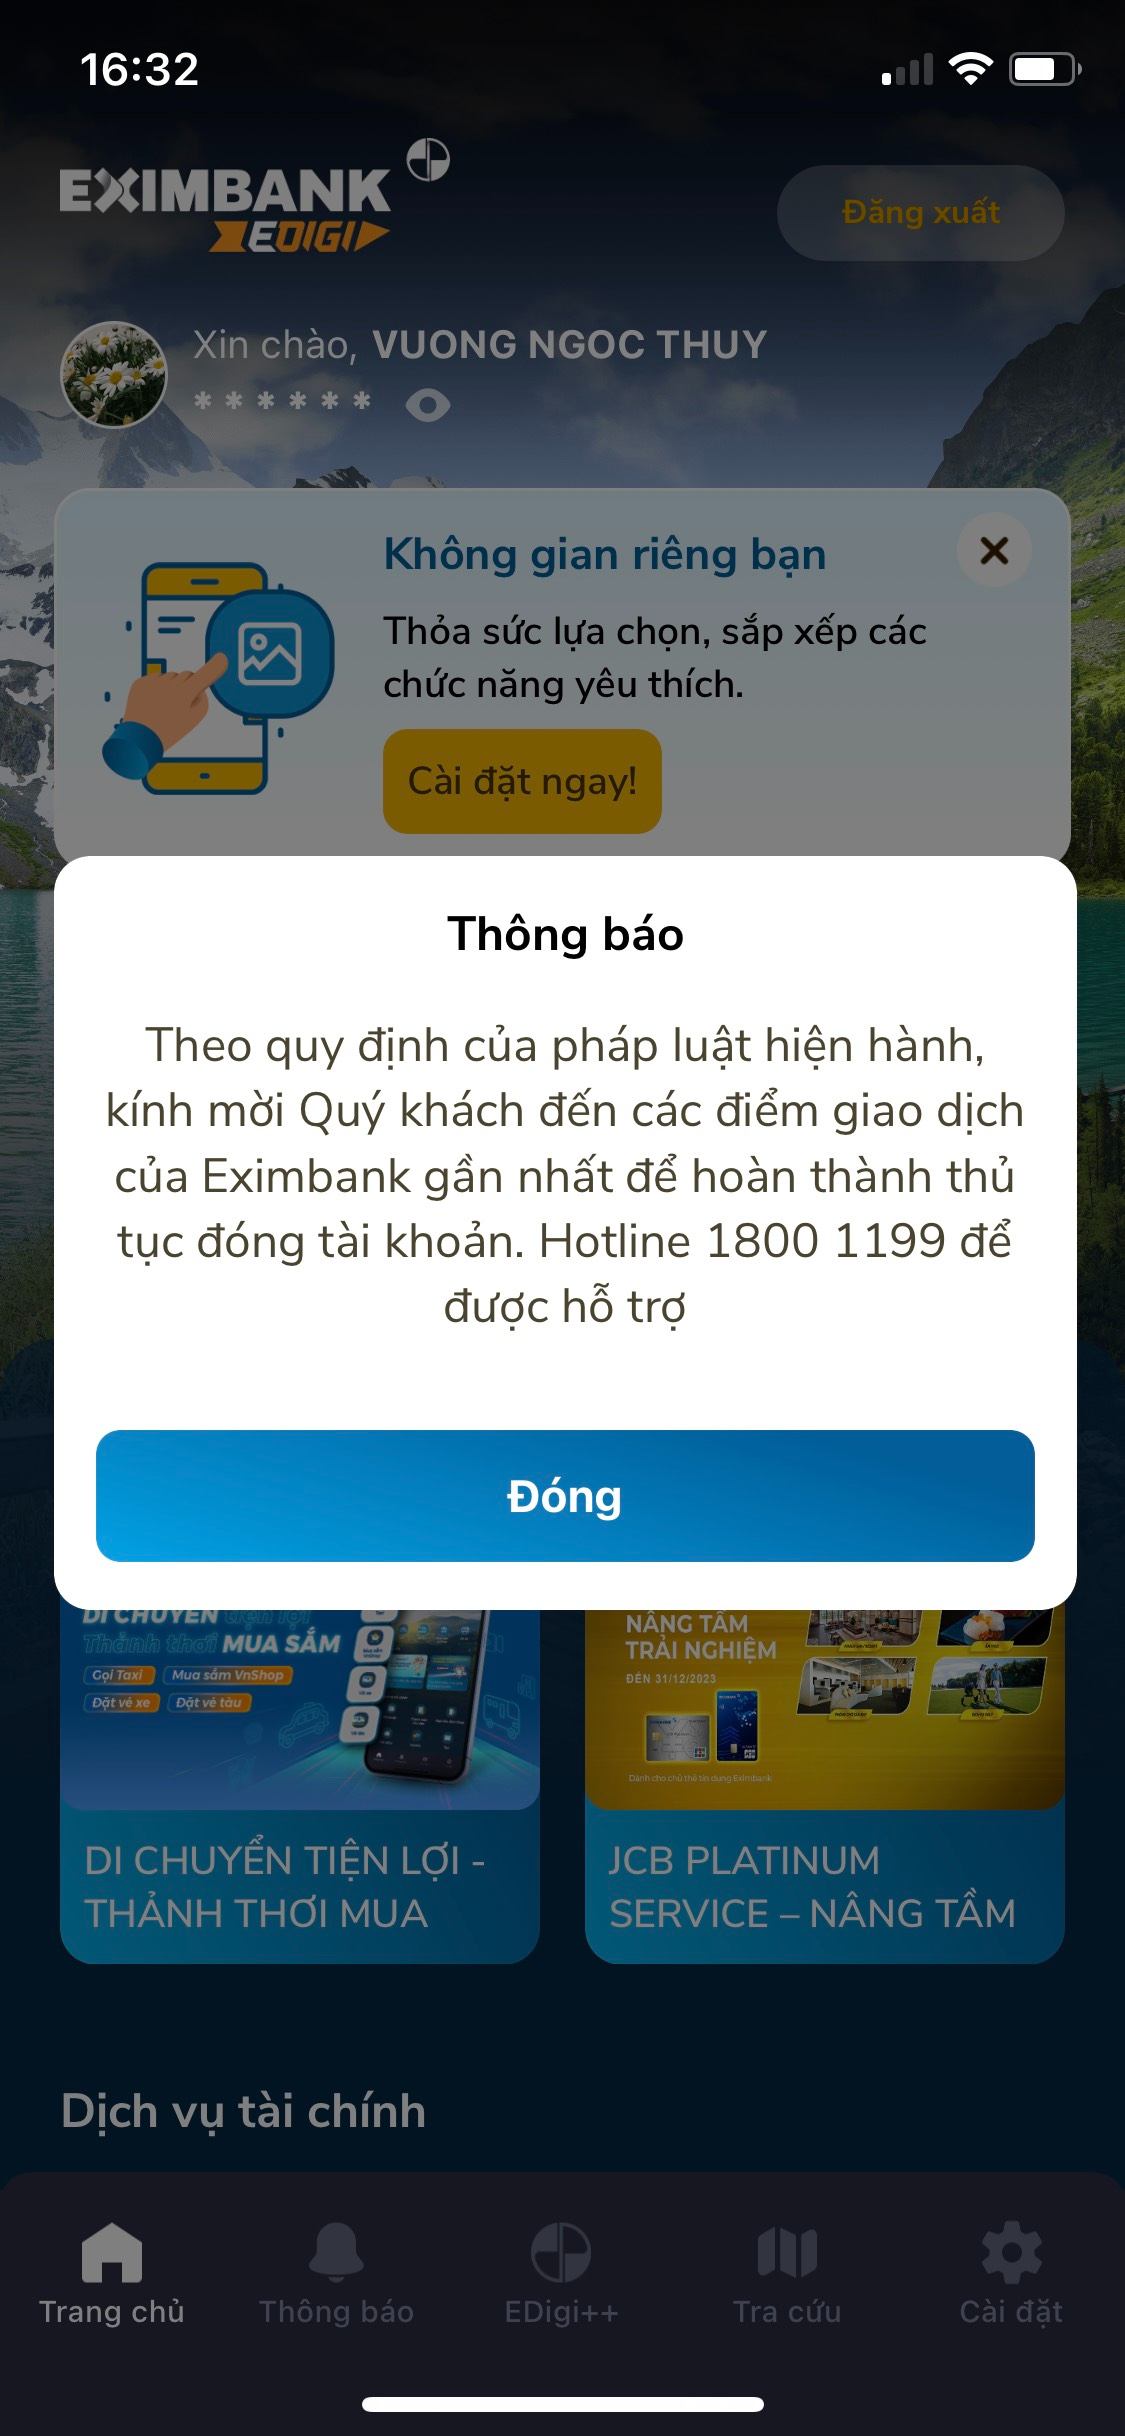 16:32
EXIMBANK
EDIGI
Đăng xuất
Xin chào, VUONG NGOC THUY
******
Không gian riêng bạn
Thỏa sức lựa chọn, sắp xếp các
chức năng yêu thích.
Cài đặt ngay!
Thông báo
Theo quy định của pháp luật hiện hành,
kính mời Quý khách đến các điểm giao dịch
của Eximbank gần nhất để hoàn thành thủ
tục đóng tài khoản. Hotline 1800 1199 để
được hỗ trợ
Đóng
DI CHUYỂN tiện lợi
Thảnh thơi MUA SẮM
Gọi Taxi
Mua sắm VnShop
Đặt vé xe
Đặt vé tàu
NÂNG TẦM
TRẢI NGHIỆM
ĐẾN 31/12/2023
Dành cho chủ thẻ tín dụng Eximbank
DI CHUYỂN TIỆN LỢI -
THẢNH THƠI MUA
JCB PLATINUM
SERVICE – NÂNG TẦM
Dịch vụ tài chính
Trang chủ
Thông báo
EDigi++
Tra cứu
Cài đặt